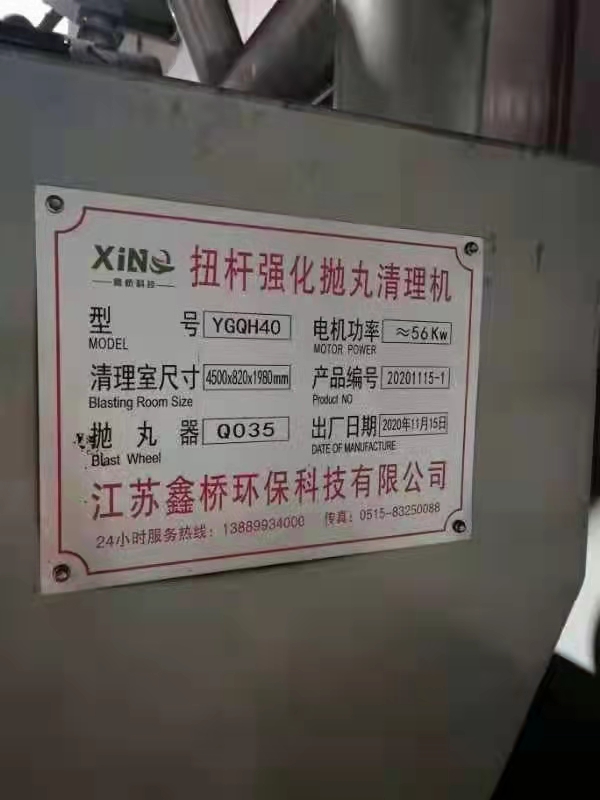 XiNQ
鑫桥科技
扭杆强化抛丸清理机
型号 YGQH40 电机功率 ≈56Kw
MODEL MOTOR POWER
清理室尺寸 4500x820x1980mm 产品编号 20201115-1
Blasting Room Size Product NO
抛丸器 Q035 出厂日期 2020年11月15日
Blast Wheel DATE OF MANUFACTURE
江苏鑫桥环保科技有限公司
24小时服务热线：13889934000 传真：0515-83250088